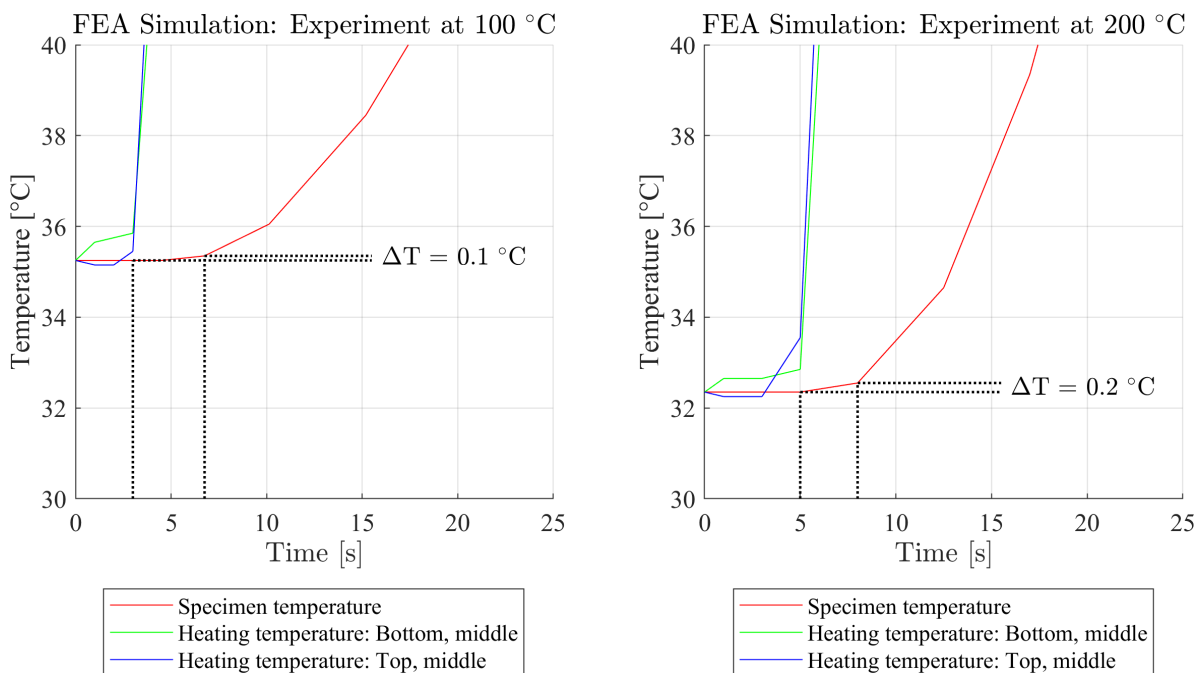 FEA Simulation: Experiment at 100 °C
40
38
36
34
32
30
0 5 10 15 20 25
Temperature [°C]
Time [s]
ΔT = 0.1 °C
Specimen temperature
Heating temperature: Bottom, middle
Heating temperature: Top, middle
FEA Simulation: Experiment at 200 °C
40
38
36
34
32
30
0 5 10 15 20 25
Temperature [°C]
Time [s]
ΔT = 0.2 °C
Specimen temperature
Heating temperature: Bottom, middle
Heating temperature: Top, middle